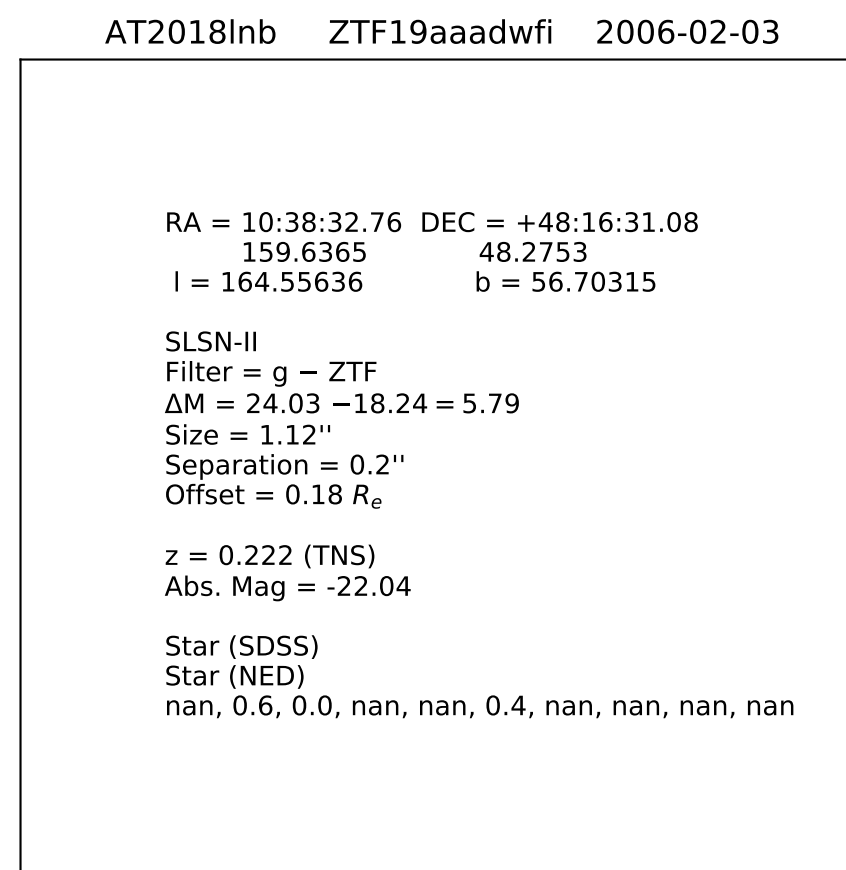 AT2018lnb ZTF19aaadwfi 2006-02-03
RA = 10:38:32.76 DEC = +48:16:31.08
159.6365 48.2753
l = 164.55636 b = 56.70315
SLSN-II
Filter = g − ZTF
ΔM = 24.03 −18.24 = 5.79
Size = 1.12''
Separation = 0.2''
Offset = 0.18 Re
z = 0.222 (TNS)
Abs. Mag = -22.04
Star (SDSS)
Star (NED)
nan, 0.6, 0.0, nan, nan, 0.4, nan, nan, nan, nan